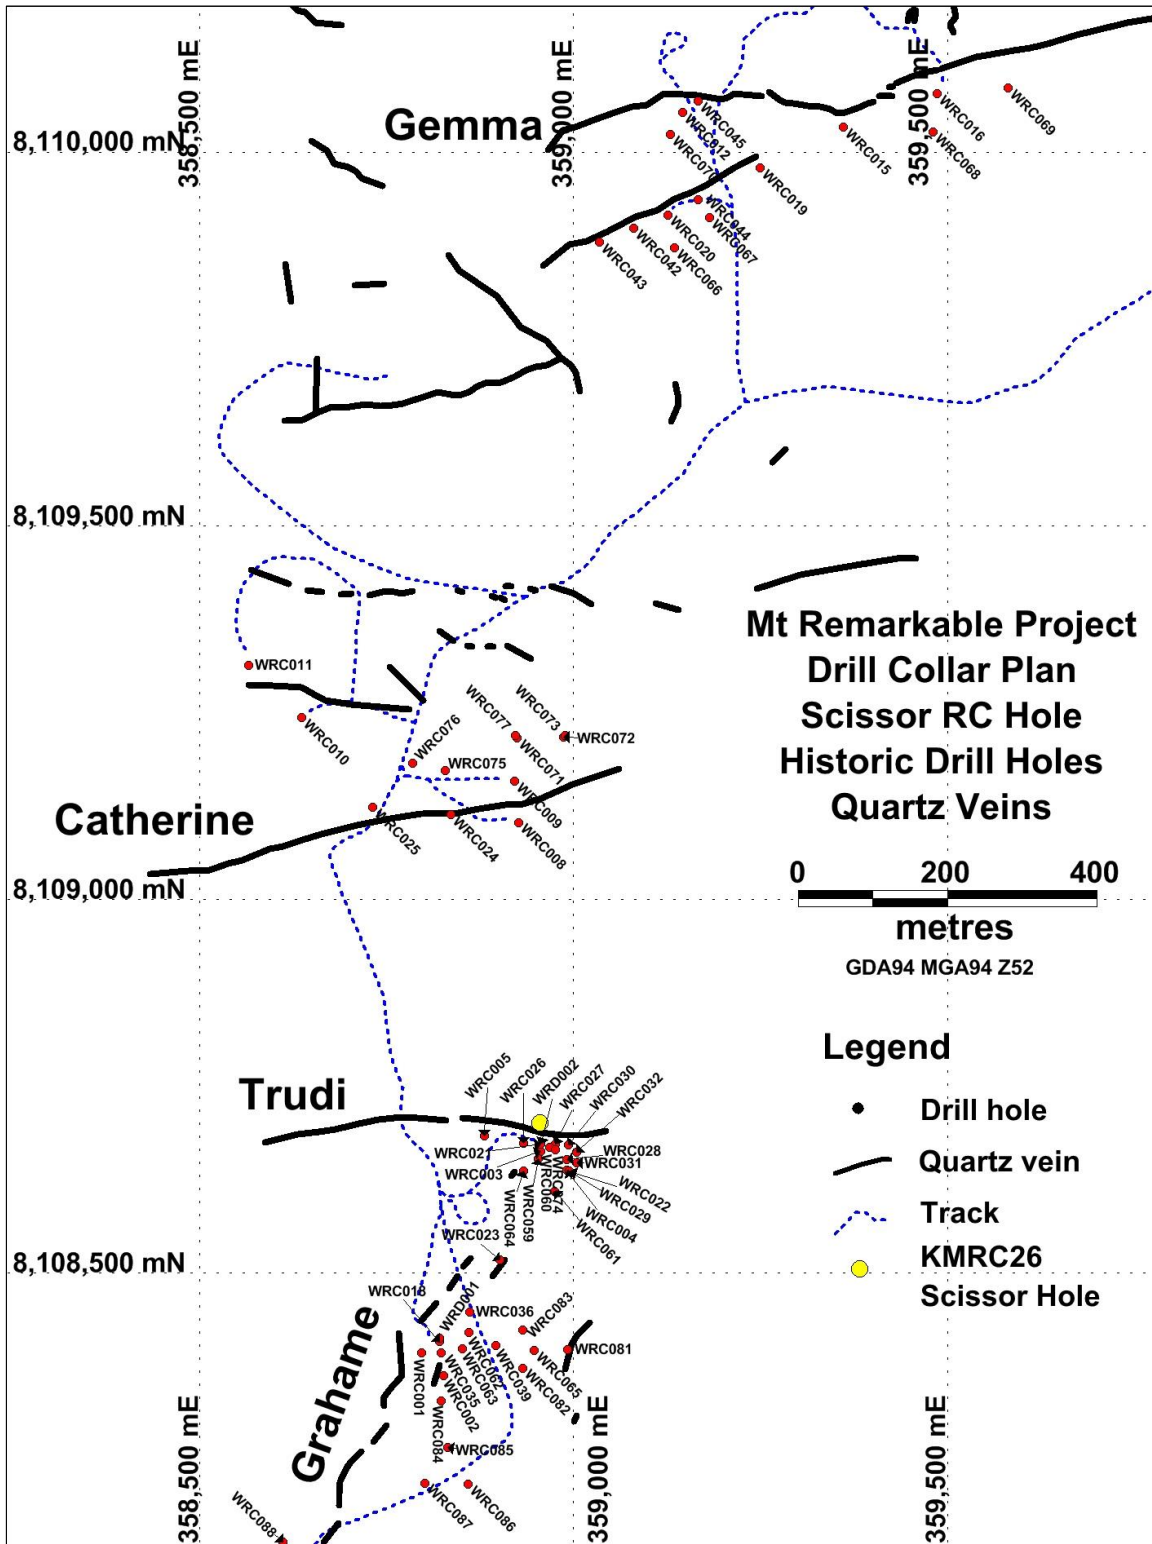 358,500 mE
359,000 mE
359,500 mE
Gemma
8,110,000 mN
WRC045
WRC012
WRC070
WRC016
WRC069
WRC068
WRC015
WRC019
WRC044
WRC067
WRC020
WRC066
WRC042
WRC043
8,109,500 mN
Mt Remarkable Project
Drill Collar Plan
Scissor RC Hole
Historic Drill Holes
Quartz Veins
WRC011
WRC010
WRC076
WRC077
WRC073
WRC072
WRC075
WRC071
WRC009
WRC008
WRC024
WRC025
Catherine
0 200 400
metres
GDA94 MGA94 Z52
8,109,000 mN
Legend
Drill hole
Quartz vein
Track
KMRC26
Scissor Hole
Trudi
WRC005
WRC026
WRD002
WRC027
WRC030
WRC032
WRC021
WRC003
WRC028
WRC031
WRC022
WRC029
WRC004
WRC061
WRC074
WRC060
WRC059
WRC064
WRC023
8,108,500 mN
WRC018
WRD001
WRC036
WRC083
WRC081
WRC065
WRC082
WRC039
WRC062
WRC063
WRC035
WRC002
WRC001
WRC084
WRC085
Grahame
WRC086
WRC087
WRC088
358,500 mE
359,000 mE
359,500 mE